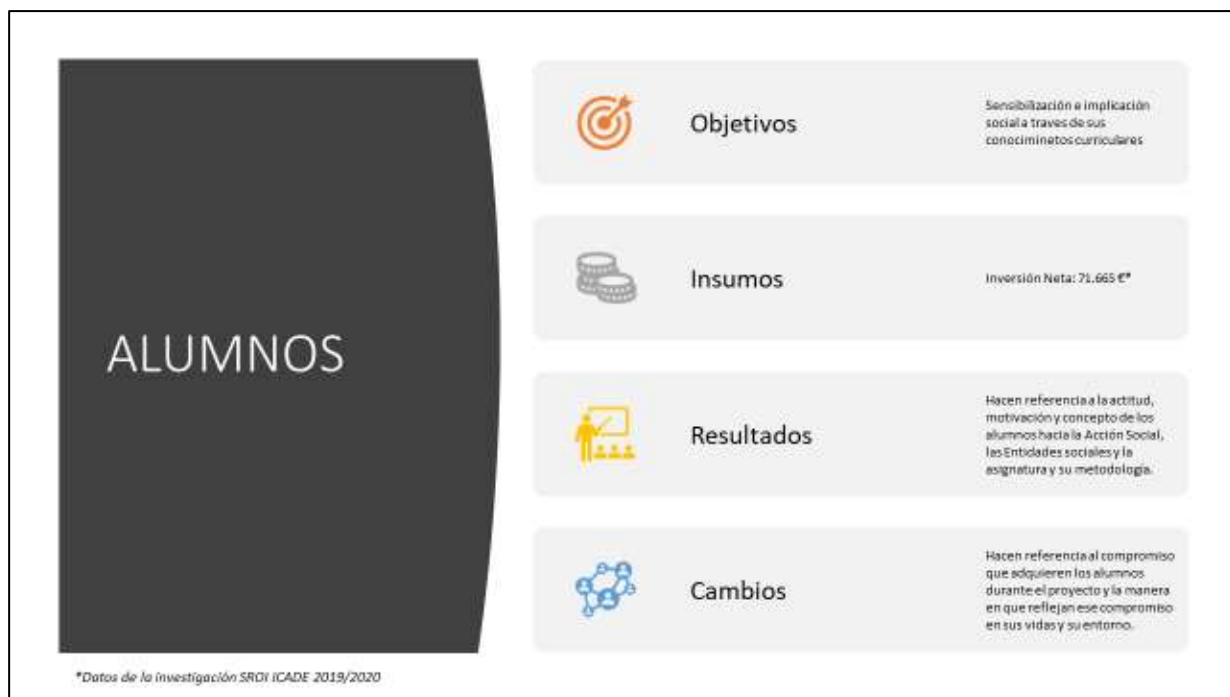 ALUMNOS
Objetivos
Sensibilización e implicación
social a traves de sus
conociminetos curriculares
Insumos
Inversión Neta: 71.665 €*
Resultados
Hacen referencia a la actitud,
motivación y concepto de los
alumnos hacia la Acción Social,
las Entidades sociales y la
asignatura y su metodología.
Cambios
Hacen referencia al compromiso
que adquieren los alumnos
durante el proyecto y la manera
en que reflejan ese compromiso
en sus vidas y su entorno.
*Datos de la investigación SROI ICADE 2019/2020